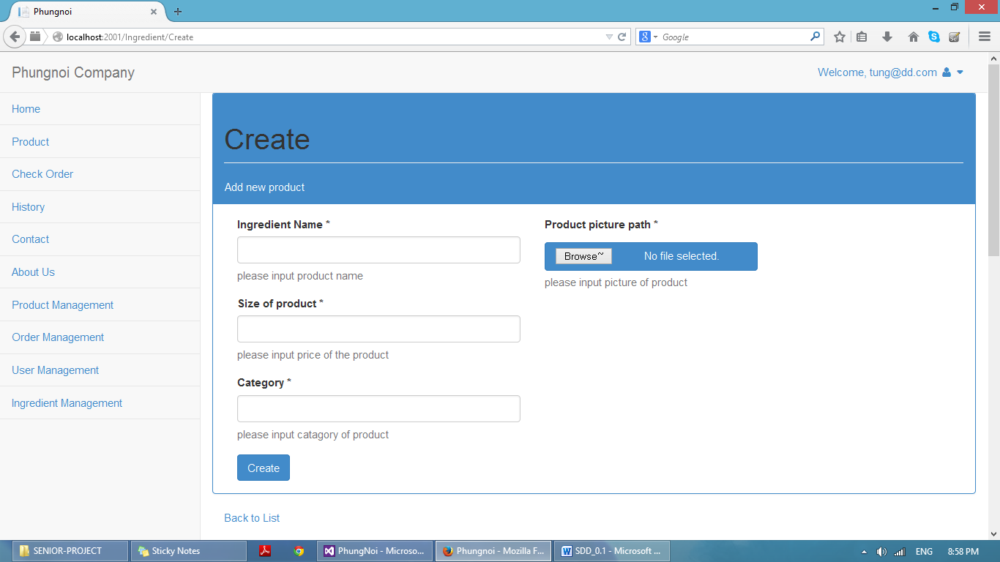 Phungnoi
localhost:2001/Ingredient/Create
Google
Phungnoi Company
Welcome, tung@dd.com
Home
Product
Check Order
History
Contact
About Us
Product Management
Order Management
User Management
Ingredient Management
Create
Add new product
Ingredient Name *
please input product name
Size of product *
please input price of the product
Category *
please input catagory of product
Product picture path *
Browse~ No file selected.
please input picture of product
Create
Back to List
SENIOR-PROJECT
Sticky Notes
PhungNoi - Microso...
Phungnoi - Mozilla F...
SDD_0.1 - Microsoft ...
ENG
8:58 PM